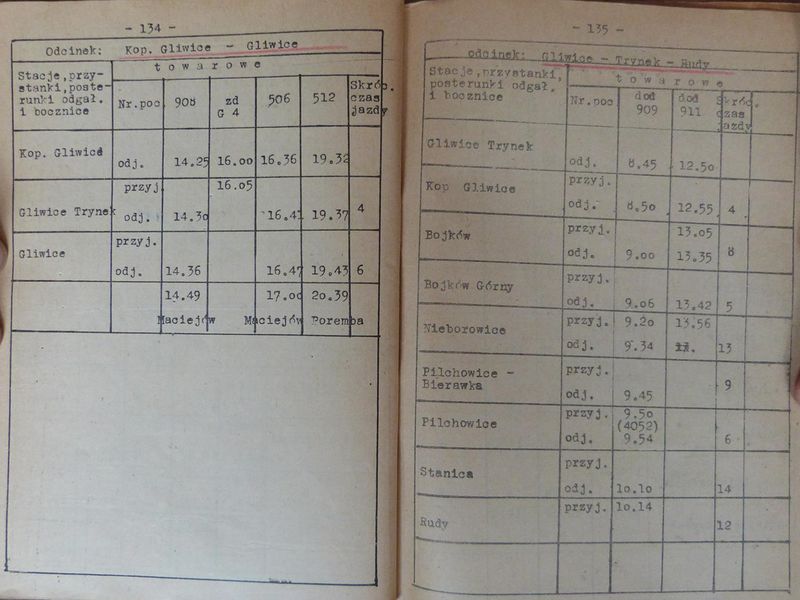 - 134 -
Odcinek: Kop. Gliwice - Gliwice
Stacje,przy-
stanki,poste-
runki odgał.
i bocznice
t o w a r o w e
Nr.poc 908 zd G 4 506 512 Skróc. czas jazdy
Kop. Gliwice odj. 14.25 16.00 16.36 19.32
przyj 16.05
Gliwice Trynek odj. 14.30 16.41 19.37 4
przyj.
Gliwice
odj. 14.36 16.47 19.43 6
14.49 17.00 20.39
Maciejów Maciejów Poremba
- 135 -
odcinek: Gliwice - Trynek - Rudy
Stacje,przystanki,
posterunki odgał.
i bocznice
t o w a r o w e
Nr.poc dod 909 dod 911 Skróc. czas jazdy
Gliwice Trynek
odj. 8.45 12.50
przyj.
Kop Gliwice
odj. 8.50 12.55 4
przyj. 13.05
Bojków
odj. 9.00 13.35 8
przyj.
Bojków Górny
odj. 9.06 13.42 5
przyj. 9.20 13.56
Nieborowice
odj. 9.34 13
Pilchowice - przyj.
Bierawka 9
odj. 9.45
przyj. 9.50
Pilchowice (4052)
odj. 9.54 6
przyj.
Stanica
odj. 10.10 14
przyj. 10.14
Rudy 12